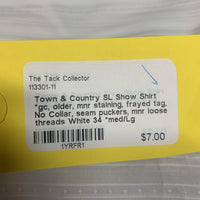 The Tack Collector
113301-11
Town & Country SL Show Shirt
*gc, older, mnr staining, frayed tag,
No Collar, seam puckers, mnr loose
threads White 34 *med/Lg
$7.00
1YRFR1